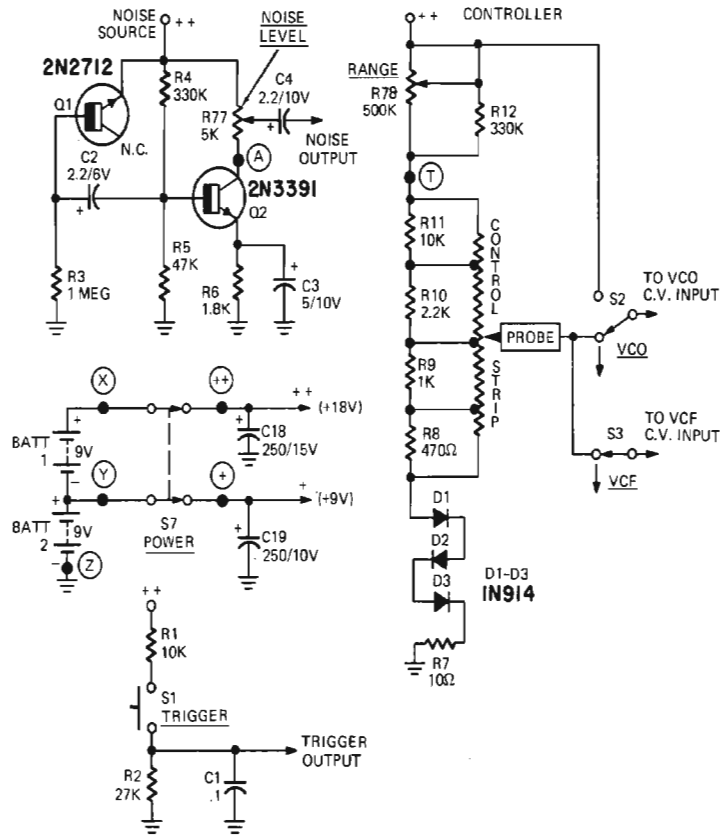 NOISE
SOURCE
++
NOISE
LEVEL
2N2712
Q1
N.C.
R4
330K
R77
5K
C4
2.2/10V
+
NOISE
OUTPUT
A
C2
2.2/6V
+
2N3391
Q2
R3
1 MEG
R5
47K
R6
1.8K
+
C3
5/10V
X
++
++
(+18V)
+
BATT
1
9V
-
+
C18
250/15V
Y
+
+
(+9V)
+
BATT
2
9V
-
Z
S7
POWER
+
C19
250/10V
++
R1
10K
S1
TRIGGER
TRIGGER
OUTPUT
R2
27K
C1
.1
++
CONTROLLER
RANGE
R78
500K
R12
330K
T
R11
10K
R10
2.2K
R9
1K
R8
470Ω
CONTROL
STRIP
PROBE
S2
TO VCO
C.V. INPUT
VCO
S3
TO VCF
C.V. INPUT
VCF
D1
D2
D3
D1-D3
1N914
R7
10Ω